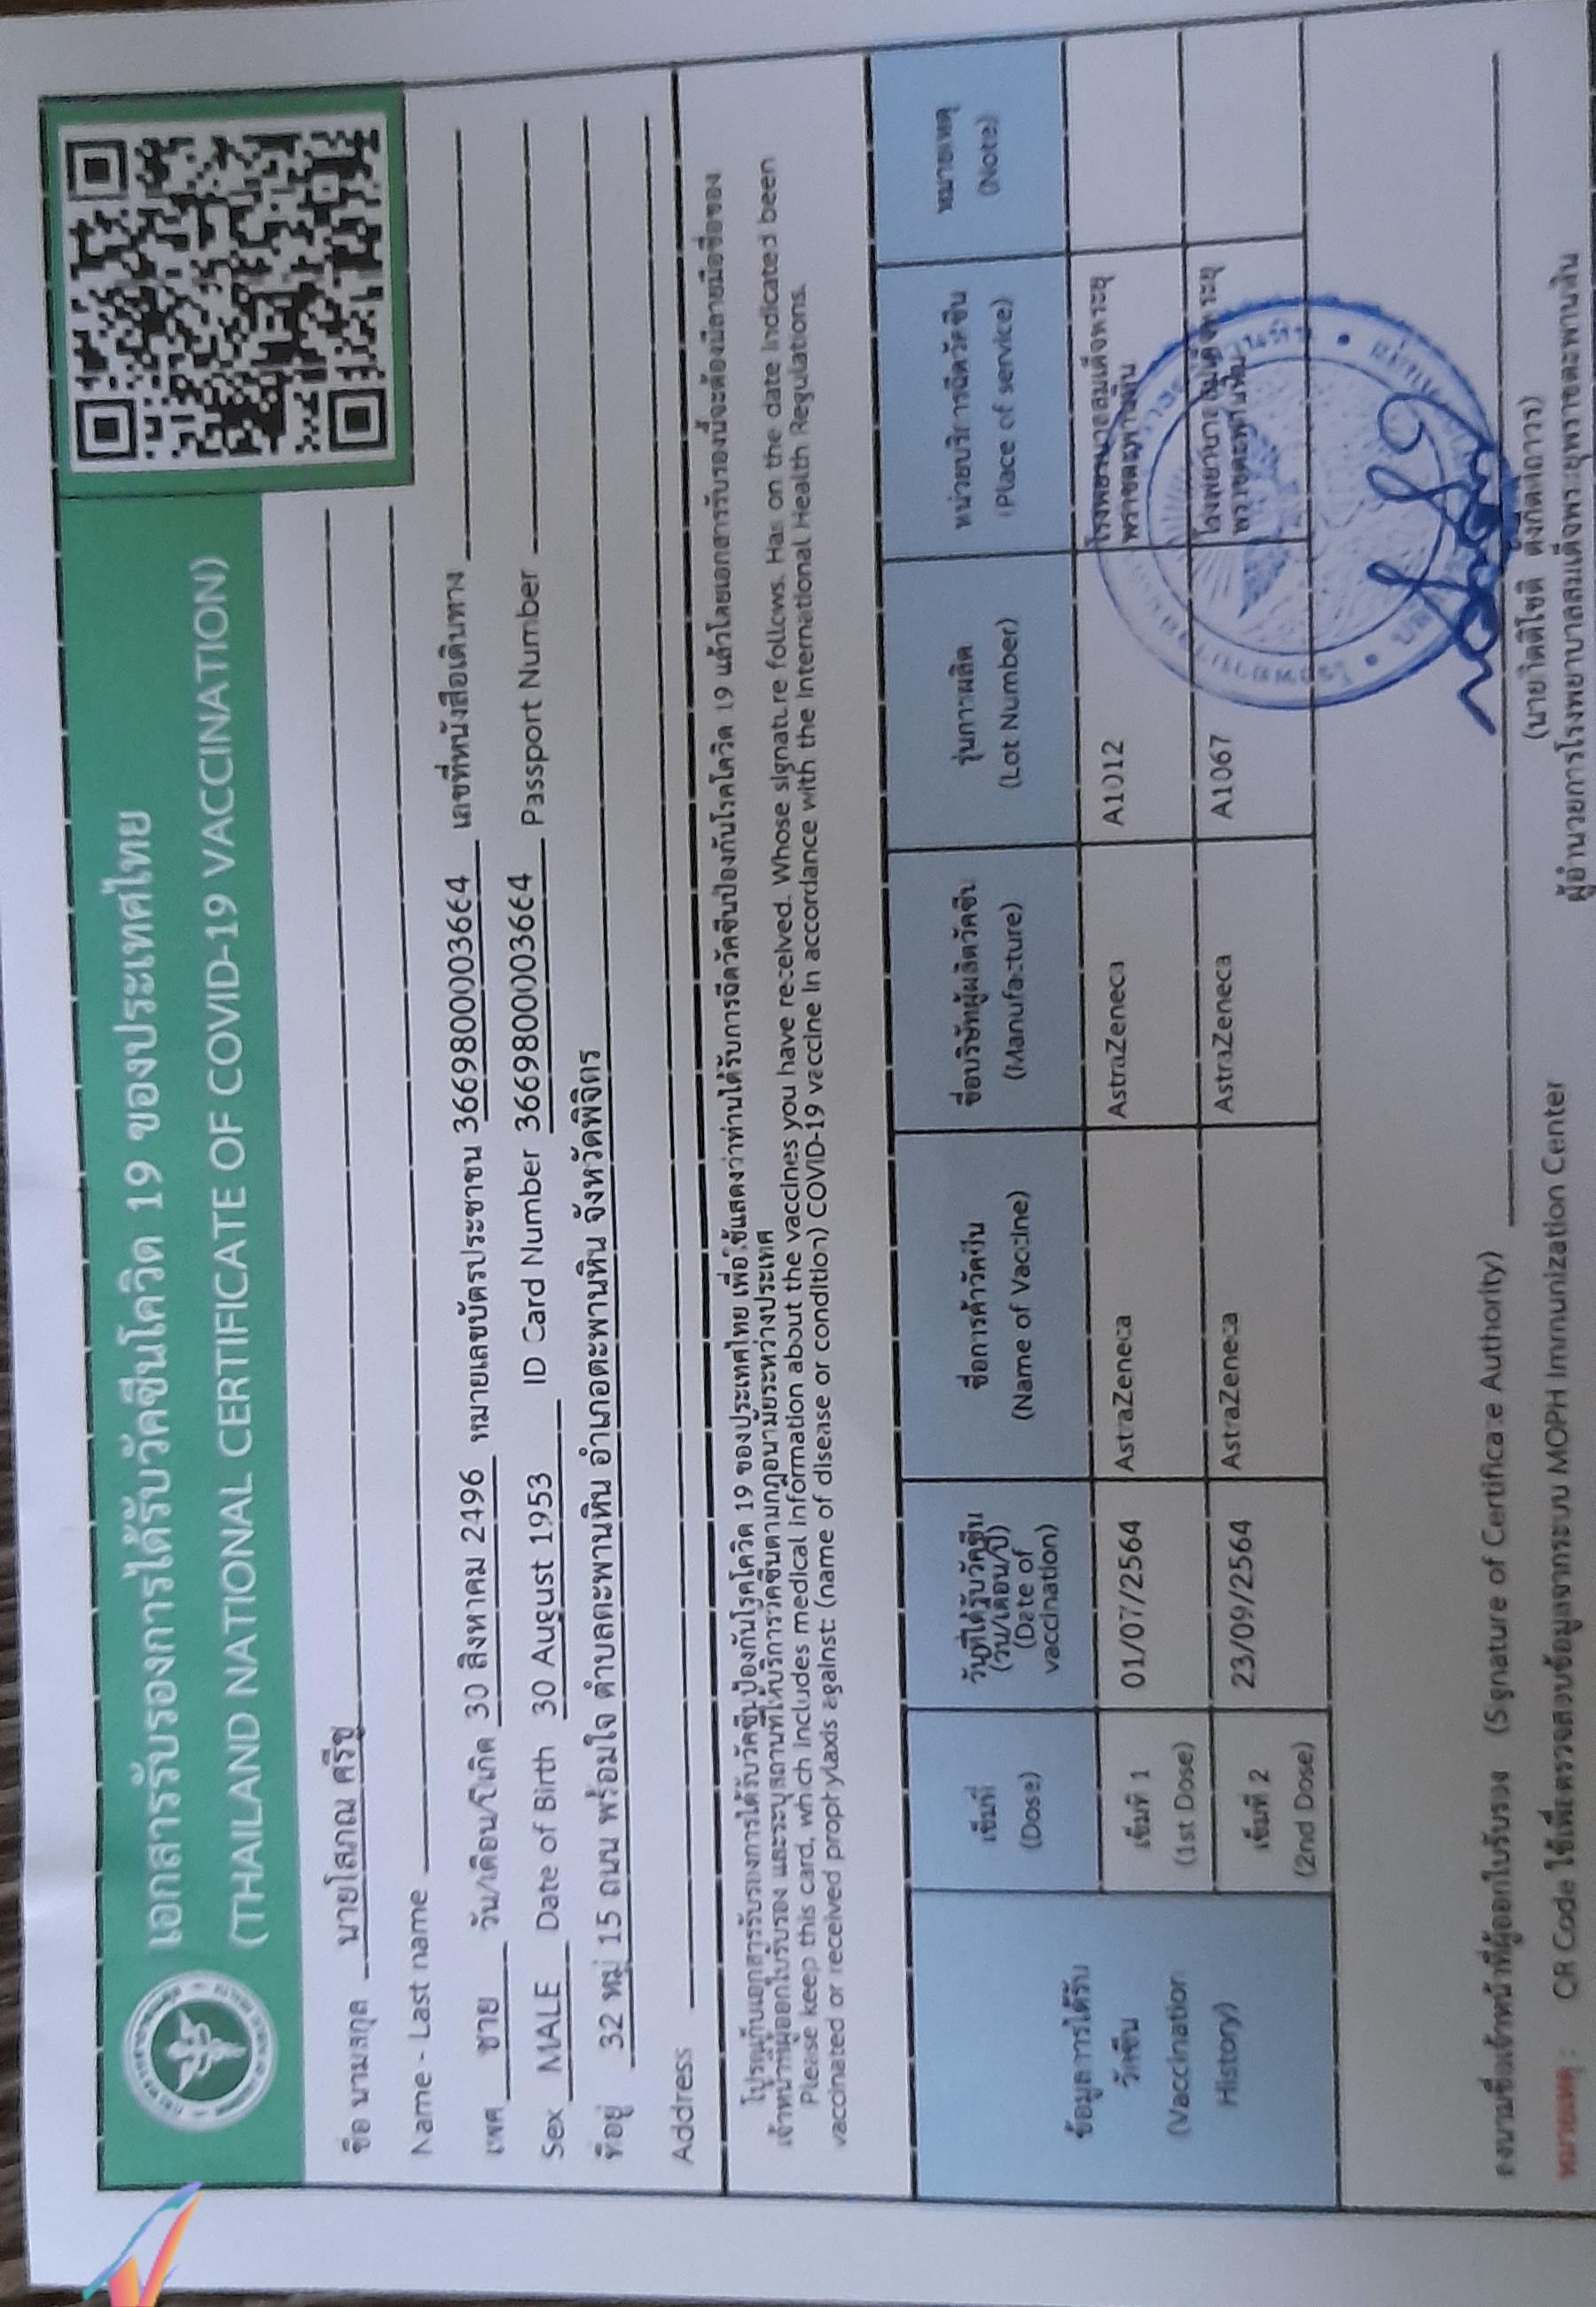 เอกสารรับรองการได้รับวัคซีนโควิด 19 ของประเทศไทย
(THAILAND NATIONAL CERTIFICATE OF COVID-19 VACCINATION)
ชื่อ นามสกุล นายโสภณ ศรีชู
Name - Last name
เพศ ชาย วัน/เดือน/ปีเกิด 30 สิงหาคม 2496 หมายเลขบัตรประชาชน 3669800003664 เลขที่หนังสือเดินทาง
Sex MALE Date of Birth 30 August 1953 ID Card Number 3669800003664 Passport Number
ที่อยู่ 32 หมู่ 15 ถนน พร้อมใจ ตำบลตะพานหิน อำเภอตะพานหิน จังหวัดพิจิตร
Address
โปรดเก็บเอกสารรับรองการได้รับวัคซีนป้องกันโรคโควิด 19 ของประเทศไทย เพื่อใช้แสดงว่าท่านได้รับการฉีดวัคซีนป้องกันโรคโควิด 19 แล้วโดยเอกสารรับรองนี้จะต้องมีลายมือชื่อของ
เจ้าหน้าที่ผู้ออกใบรับรอง และระบุสถานที่ให้บริการวัคซีนตามกฎอนามัยระหว่างประเทศ
Please keep this card, which includes medical information about the vaccines you have received. Whose signature follows. Has on the date indicated been
vaccinated or received prophylaxis against: (name of disease or condition) COVID-19 vaccine in accordance with the International Health Regulations.
ข้อมูลการได้รับ
วัคซีน
(Vaccination
History)
เข็มที่
(Dose)
วันที่ได้รับวัคซีน
(วัน/เดือน/ปี)
(Date of
vaccination)
ชื่อการค้าวัคซีน
(Name of Vaccine)
ชื่อบริษัทผู้ผลิตวัคซีน
(Manufacture)
รุ่นการผลิต
(Lot Number)
หน่วยบริการฉีดวัคซีน
(Place of service)
หมายเหตุ
(Note)
เข็มที่ 1
(1st Dose)
01/07/2564
AstraZeneca
AstraZeneca
A1012
โรงพยาบาลสมเด็จพระยุ
พราชตะพานหิน
เข็มที่ 2
(2nd Dose)
23/09/2564
AstraZeneca
AstraZeneca
A1067
โรงพยาบาลสมเด็จพระยุ
พราชตะพานหิน
ลงนามชื่อเจ้าหน้าที่ผู้ออกใบรับรอง (Signature of Certificate Authority)
ผู้อำนวยการโรงพยาบาลสมเด็จพระยุพราชตะพานหิน
หมายเหตุ : QR Code ใช้เพื่อตรวจสอบข้อมูลจากระบบ MOPH Immunization Center